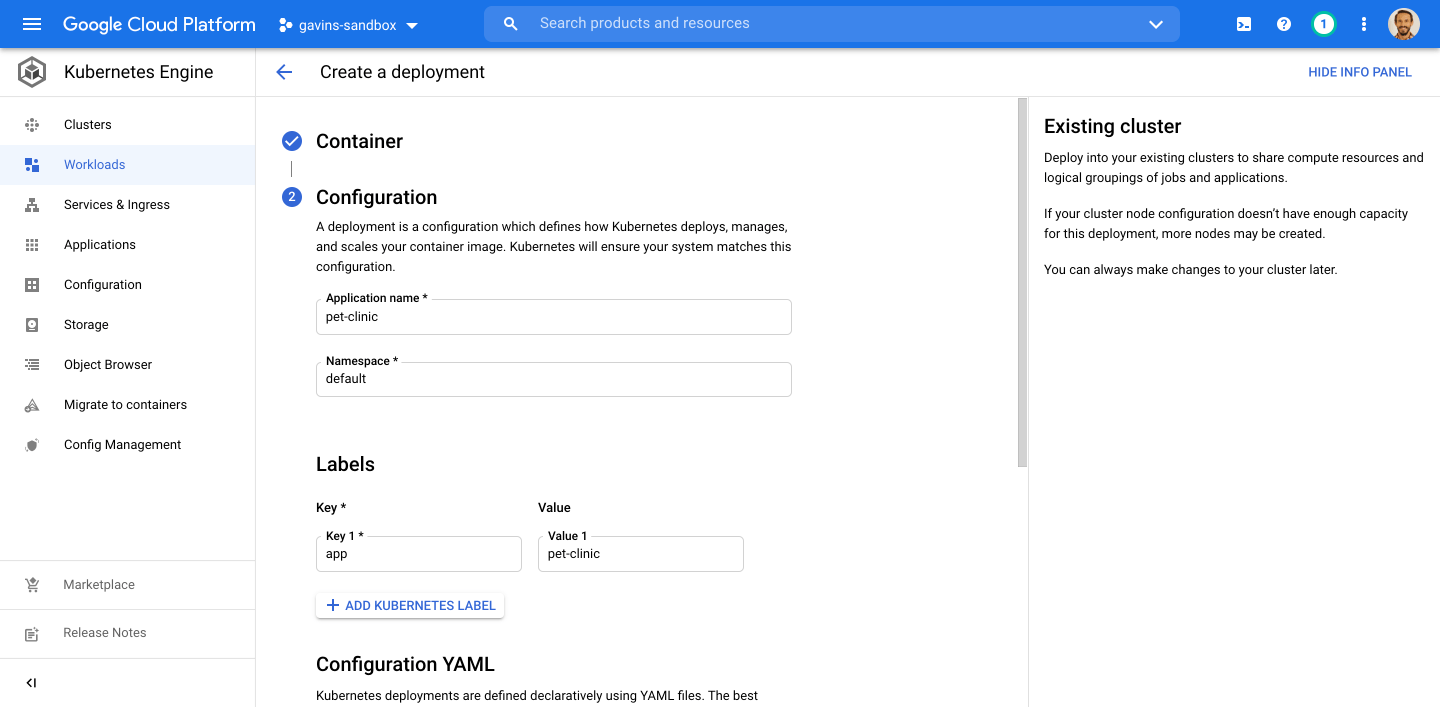 Google Cloud Platform
gavins-sandbox
Search products and resources
1
Kubernetes Engine
Create a deployment
HIDE INFO PANEL
Clusters
Workloads
Services & Ingress
Applications
Configuration
Storage
Object Browser
Migrate to containers
Config Management
Marketplace
Release Notes
Container
2
Configuration
A deployment is a configuration which defines how Kubernetes deploys, manages,
and scales your container image. Kubernetes will ensure your system matches this
configuration.
Application name *
pet-clinic
Namespace *
default
Labels
Key *
Value
Key 1 *
app
Value 1
pet-clinic
ADD KUBERNETES LABEL
Configuration YAML
Kubernetes deployments are defined declaratively using YAML files. The best
Existing cluster
Deploy into your existing clusters to share compute resources and
logical groupings of jobs and applications.
If your cluster node configuration doesn't have enough capacity
for this deployment, more nodes may be created.
You can always make changes to your cluster later.